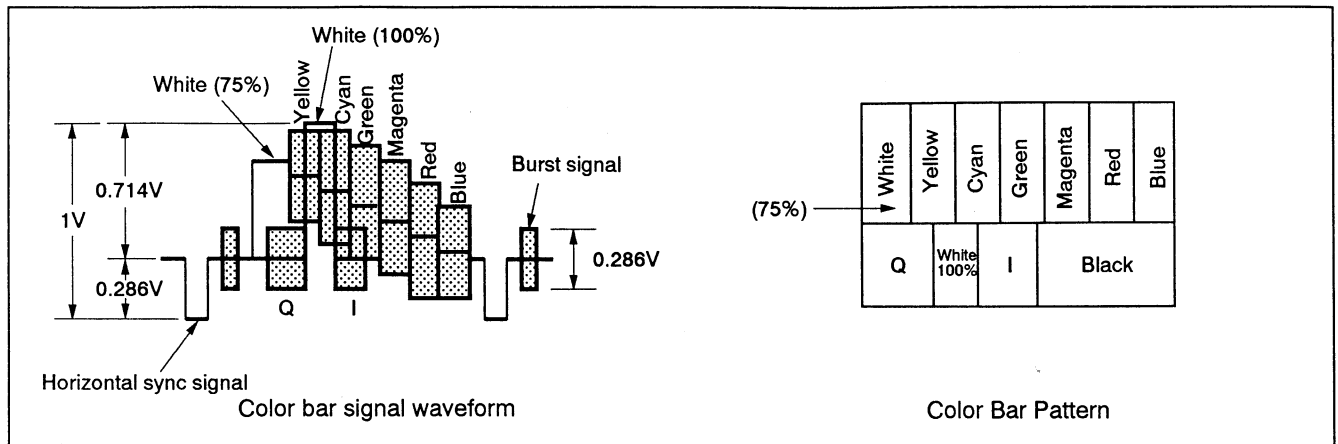 White (100%)
White (75%)
Yellow
Cyan
Green
Magenta
Red
Blue
Burst signal
0.714V
1V
0.286V
0.286V
Q
I
Horizontal sync signal
Color bar signal waveform
White
Yellow
Cyan
Green
Magenta
Red
Blue
(75%)
Q
White
100%
I
Black
Color Bar Pattern